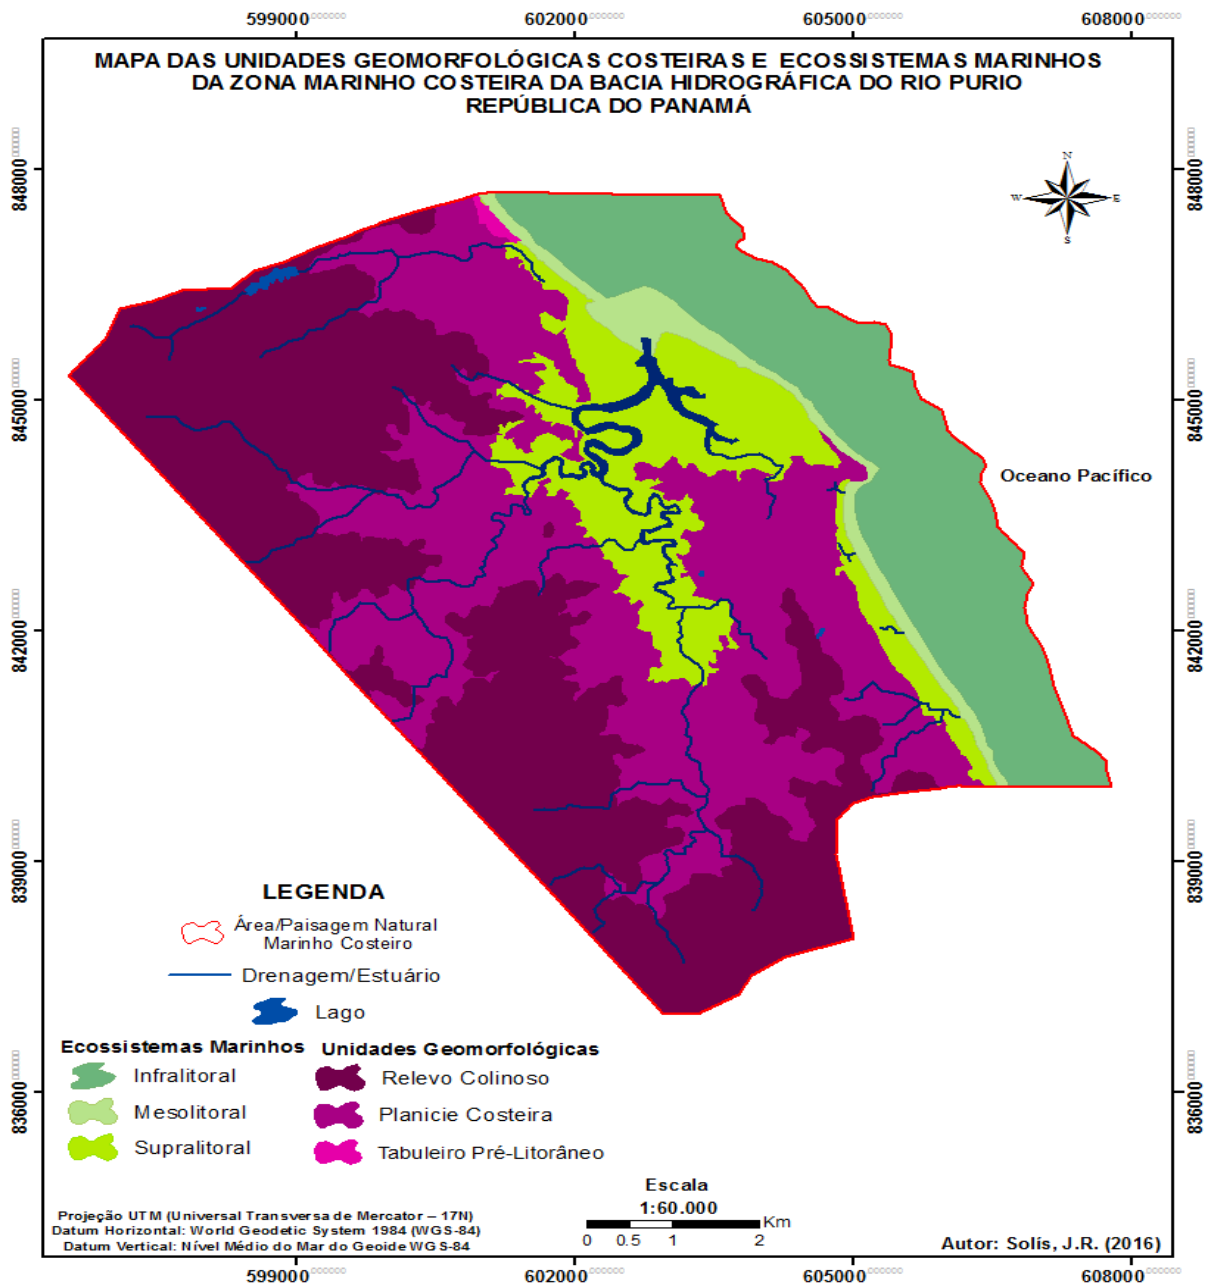 599000 602000 605000 608000
MAPA DAS UNIDADES GEOMORFOLÓGICAS COSTEIRAS E ECOSSISTEMAS MARINHOS
DA ZONA MARINHO COSTEIRA DA BACIA HIDROGRÁFICA DO RIO PURIO
REPÚBLICA DO PANAMÁ
848000 848000
N
W E
S
845000 845000
Oceano Pacífico
842000 842000
839000 839000
LEGENDA
Área/Paisagem Natural
Marinho Costeiro
Drenagem/Estuário
Lago
Ecossistemas Marinhos Unidades Geomorfológicas
Infralitoral Relevo Colinoso
836000 836000
Mesolitoral Planicie Costeira
Supralitoral Tabuleiro Pré-Litorâneo
Escala
1:60.000
Km
0 0.5 1 2
Projeção UTM (Universal Transversa de Mercator – 17N)
Datum Horizontal: World Geodetic System 1984 (WGS-84)
Datum Vertical: Nível Médio do Mar do Geoide WGS-84
Autor: Solís, J.R. (2016)
599000 602000 605000 608000